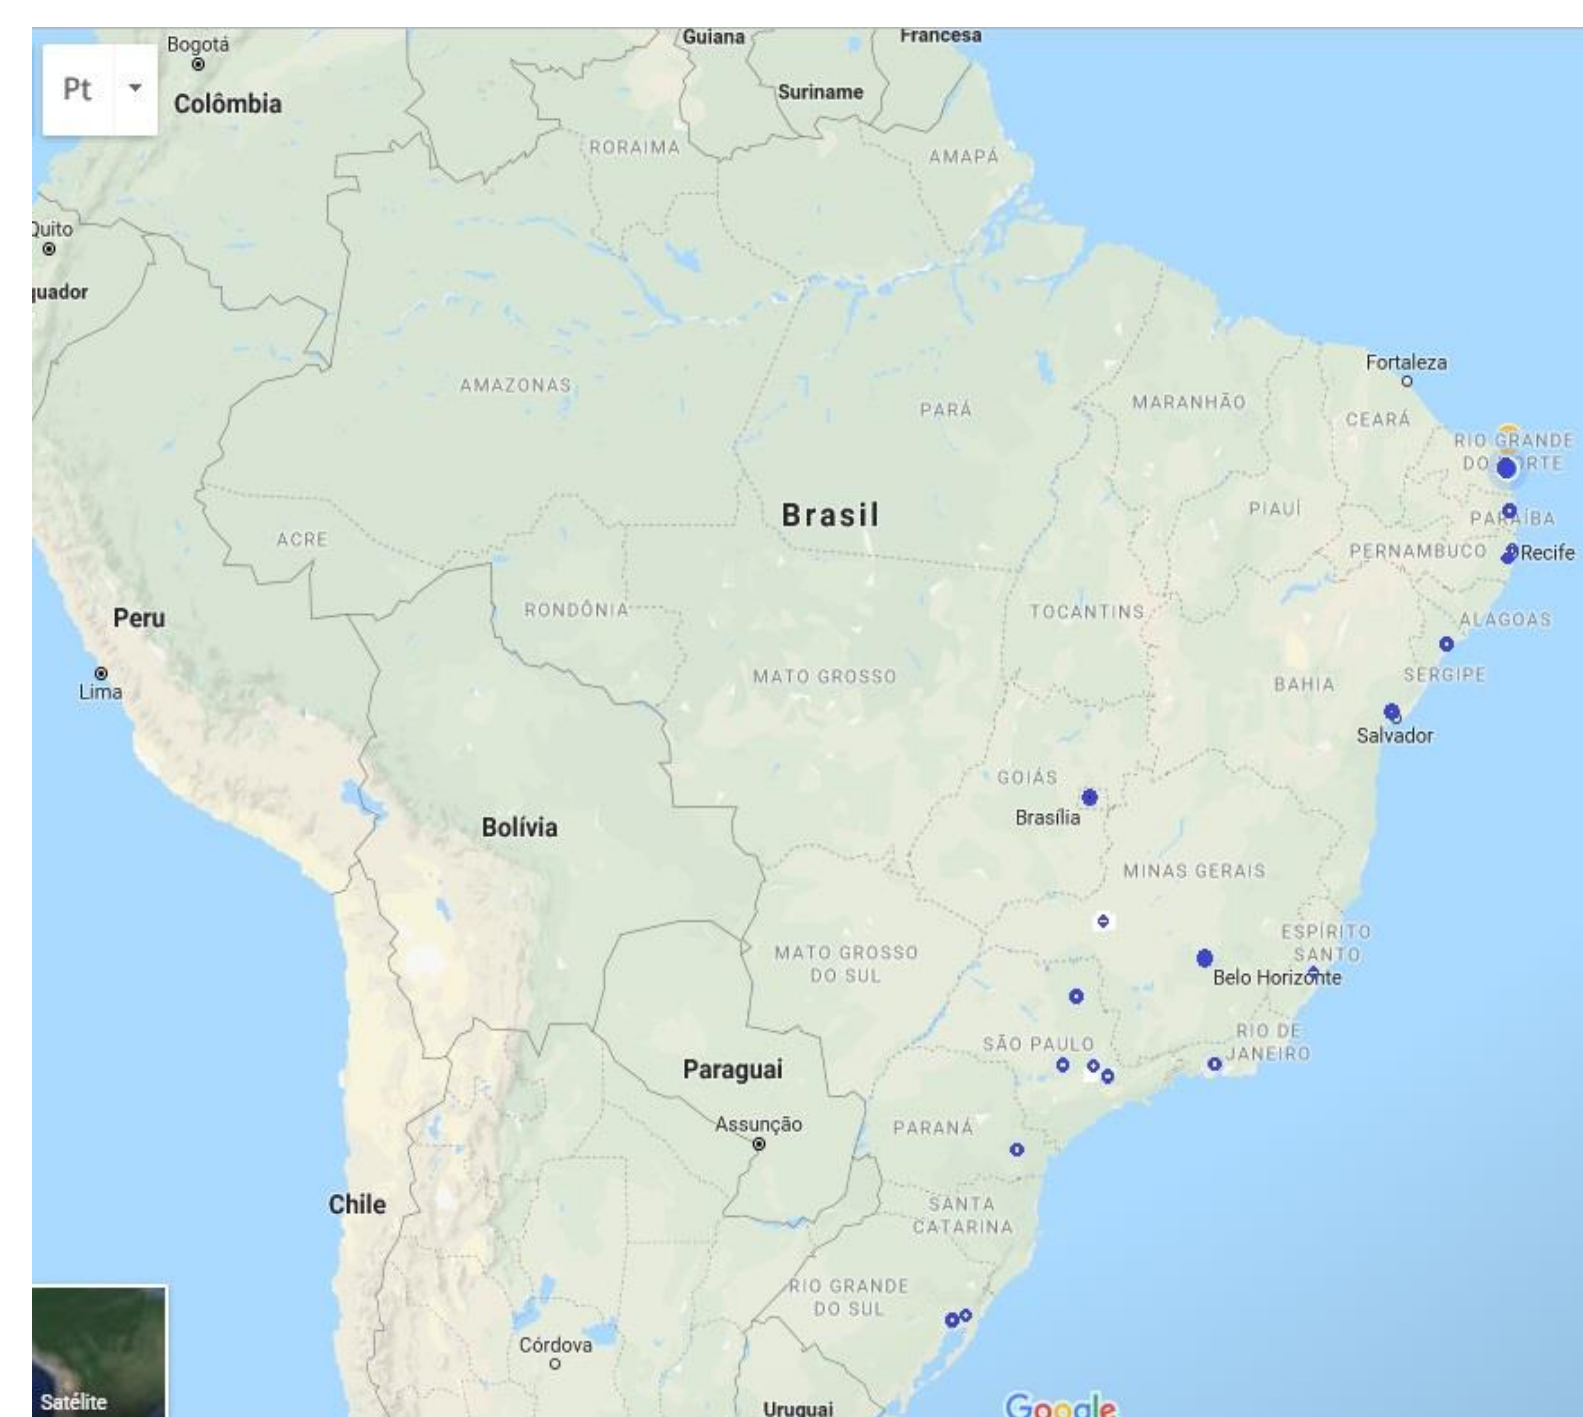 Guiana
Francesa
Bogotá
Pt
Suriname
Colômbia
RORAIMA
AMAPÁ
Quito
quador
Fortaleza
AMAZONAS
MARANHÃO
PARÁ
CEARÁ
RIO GRANDE
DO NORTE
Brasil
PIAUÍ
PARAÍBA
ACRE
PERNAMBUCO
Recife
RONDÔNIA
TOCANTINS
Peru
ALAGOAS
MATO GROSSO
SERGIPE
BAHIA
Lima
Salvador
GOIÁS
Brasília
Bolívia
MINAS GERAIS
ESPÍRITO
SANTO
MATO GROSSO
DO SUL
Belo Horizonte
RIO DE
JANEIRO
SÃO PAULO
Paraguai
Assunção
PARANÁ
Chile
SANTA
CATARINA
RIO GRANDE
DO SUL
Córdova
Satélite
Uruguai
Google